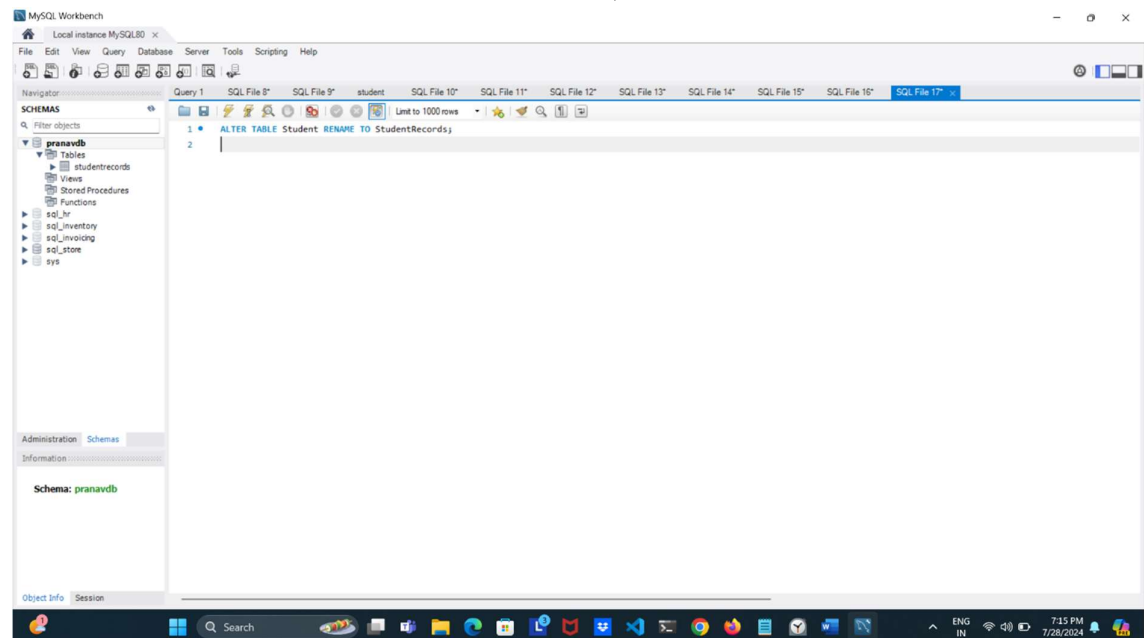 MySQL Workbench
Local instance MySQL80
File Edit View Query Database Server Tools Scripting Help
Navigator
Query 1 SQL File 8* SQL File 9* student SQL File 10* SQL File 11* SQL File 12* SQL File 13* SQL File 14* SQL File 15* SQL File 16* SQL File 17*
SCHEMAS
Limit to 1000 rows
Filter objects
1 ALTER TABLE Student RENAME TO StudentRecords;
2
pranavdb
Tables
studentrecords
Views
Stored Procedures
Functions
sql_hr
sql_inventory
sql_invoicing
sql_store
sys
Administration Schemas
Information
Schema: pranavdb
Object Info Session
Search
ENG
IN
7:15 PM
7/28/2024